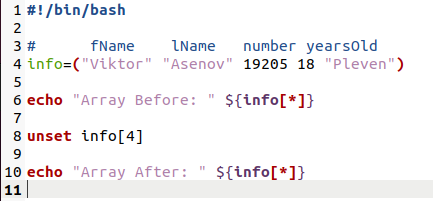 1 #!/bin/bash
2
3 #      fName    lName   number yearsOld
4 info=("Viktor" "Asenov" 19205 18 "Pleven")
5
6 echo "Array Before: " ${info[*]}
7
8 unset info[4]
9
10 echo "Array After: " ${info[*]}
11